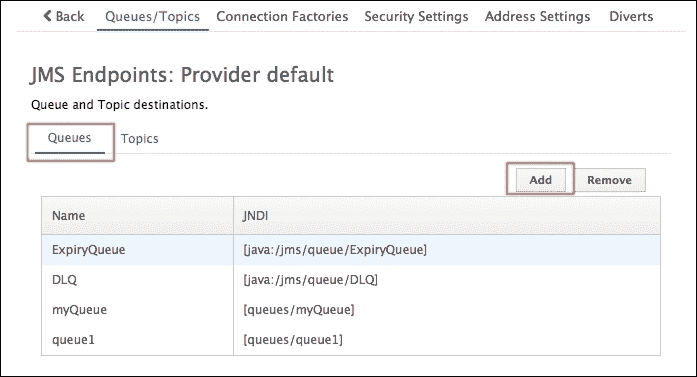 Back Queues/Topics Connection Factories Security Settings Address Settings Diverts
JMS Endpoints: Provider default
Queue and Topic destinations.
Queues Topics
Add Remove
Name JNDI
ExpiryQueue [java:/jms/queue/ExpiryQueue]
DLQ [java:/jms/queue/DLQ]
myQueue [queues/myQueue]
queue1 [queues/queue1]